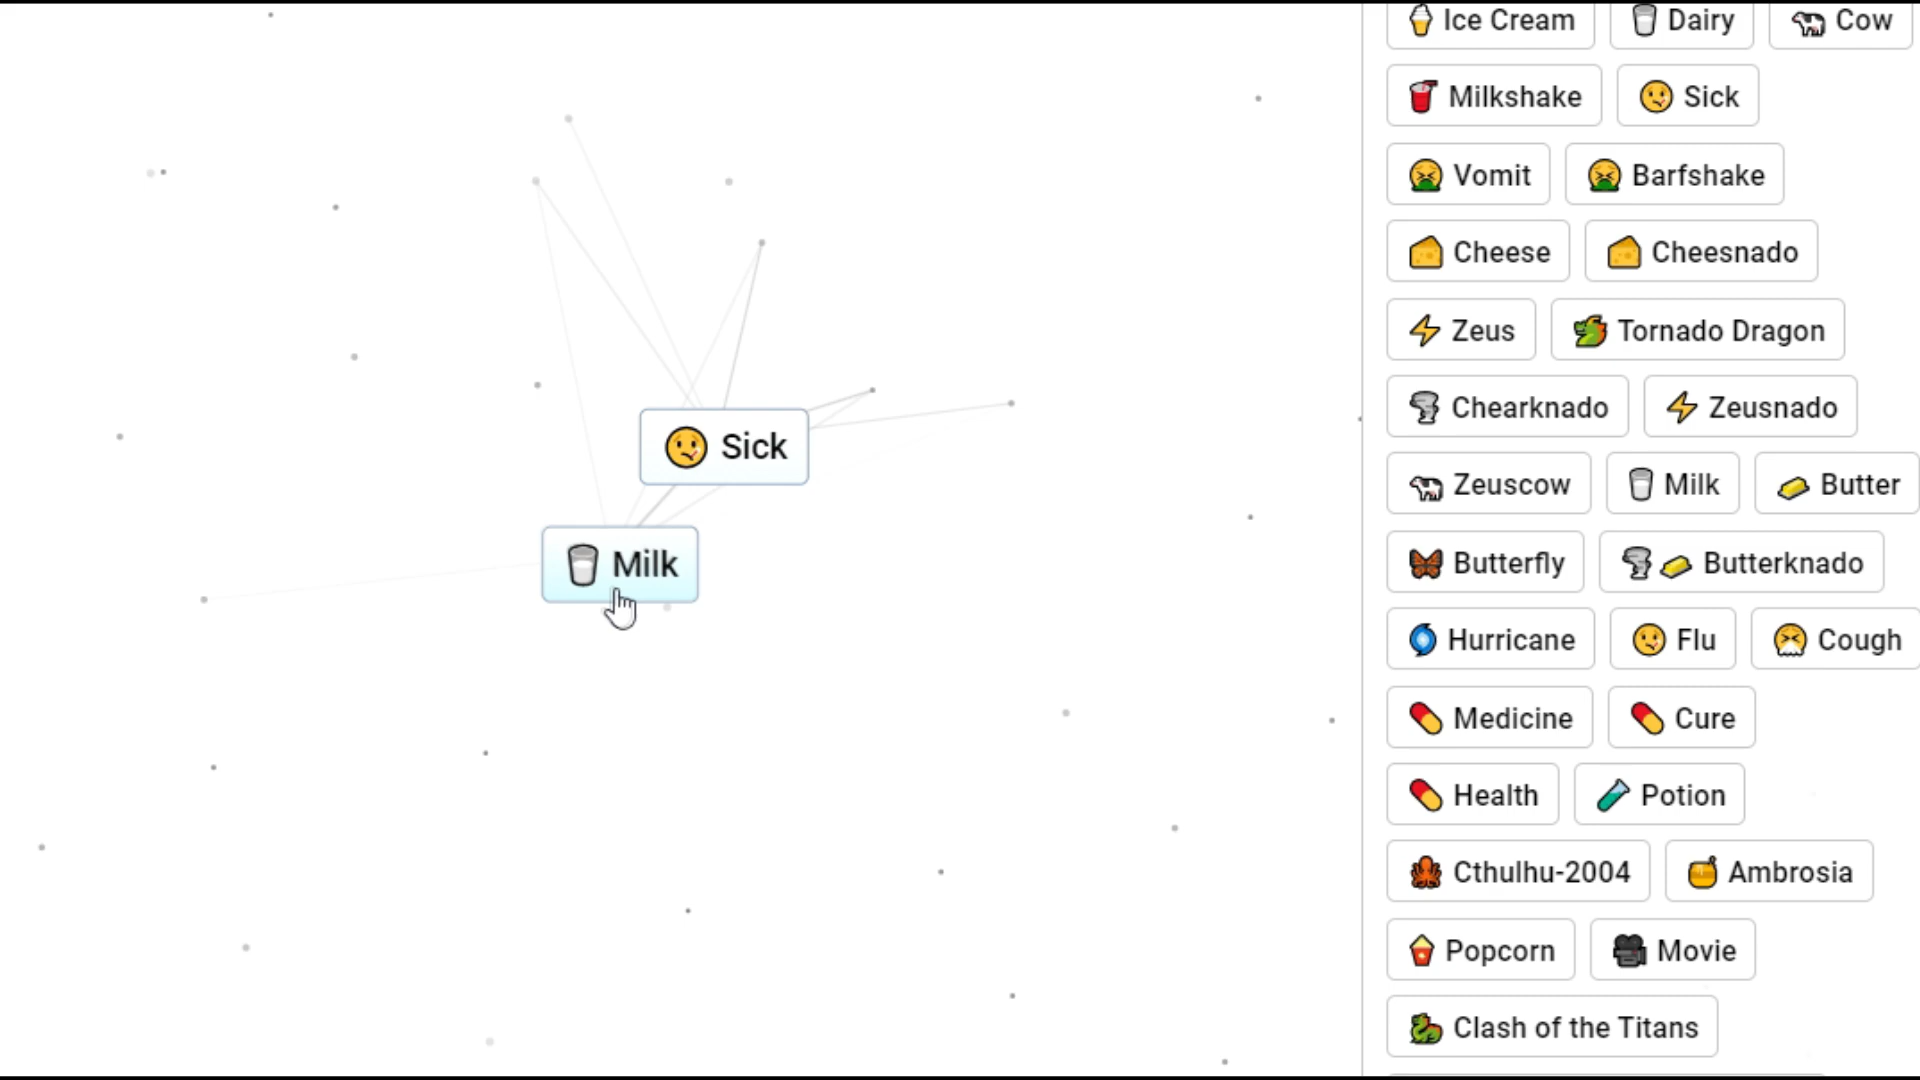 Ice Cream Dairy Cow
Milkshake Sick
Vomit Barfshake
Cheese Cheesnado
Zeus Tornado Dragon
Chearknado Zeusnado
Zeuscow Milk Butter
Butterfly Butterknado
Hurricane Flu Cough
Medicine Cure
Health Potion
Cthulhu-2004 Ambrosia
Popcorn Movie
Clash of the Titans
Sick
Milk